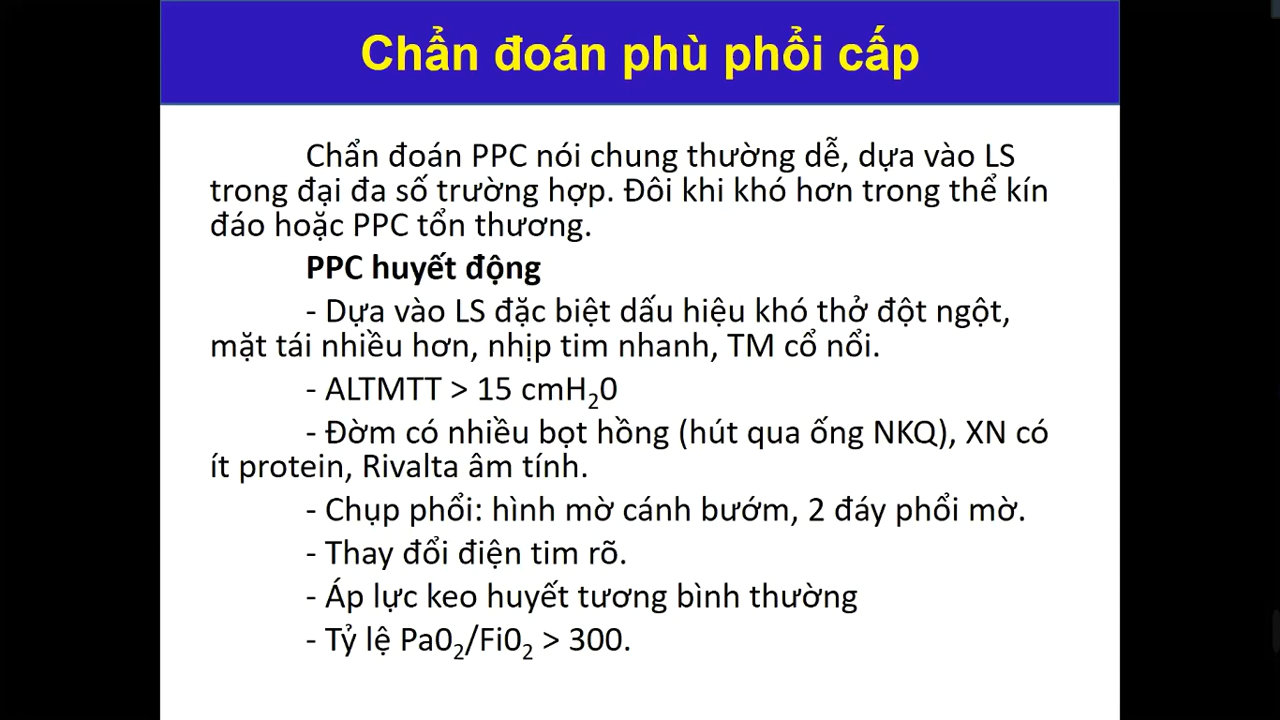 Chẩn đoán phù phổi cấp
Chẩn đoán PPC nói chung thường dễ, dựa vào LS
trong đại đa số trường hợp. Đôi khi khó hơn trong thể kín
đáo hoặc PPC tổn thương.
PPC huyết động
- Dựa vào LS đặc biệt dấu hiệu khó thở đột ngột,
mặt tái nhiều hơn, nhịp tim nhanh, TM cổ nổi.
- ALTMTT > 15 cmH₂0
- Đờm có nhiều bọt hồng (hút qua ống NKQ), XN có
ít protein, Rivalta âm tính.
- Chụp phổi: hình mờ cánh bướm, 2 đáy phổi mờ.
- Thay đổi điện tim rõ.
- Áp lực keo huyết tương bình thường
- Tỷ lệ Pa0₂/Fi0₂ > 300.